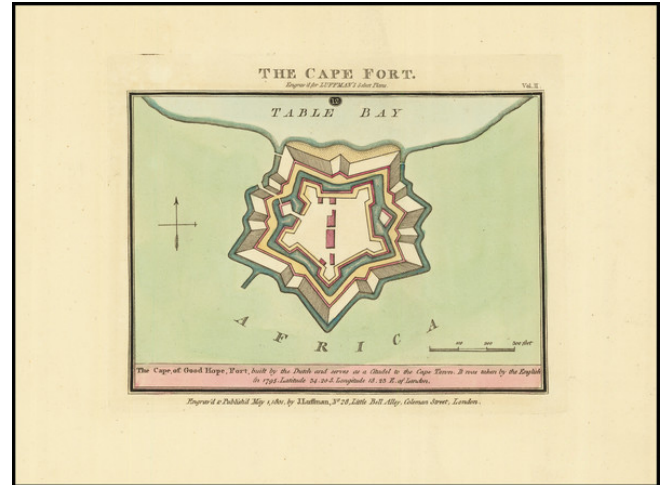 THE CAPE FORT.
Engrav'd for LUFFMAN'S Select Plans.
Vol. II
TABLE BAY
AFRICA
The Cape, of Good Hope, Fort, built by the Dutch and serves as a Citadel to the Cape Town. It was taken by the English
in 1795. Latitude 34.20 S. Longitude 18.23 E. of London.
Engrav'd & Publish'd May 1, 1801, by J. Luffman, No. 28, Little Bell Alley, Coleman Street, London.